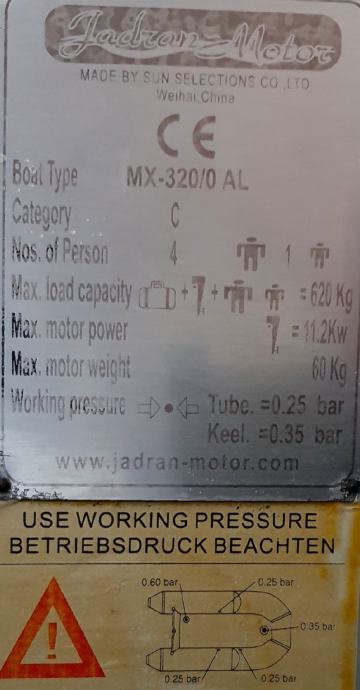 Jadran-Motor
MADE BY SUN SELECTIONS CO.,LTD
Weihai,China
CE
Boat Type MX-320/0 AL
Category C
Nos. of Person 4 1
Max. load capacity + + =620 Kg
Max. motor power =11.2Kw
Max. motor weight 60 Kg
Working pressure Tube. =0.25 bar
Keel. =0.35 bar
www.jadran-motor.com
USE WORKING PRESSURE
BETRIEBSDRUCK BEACHTEN
0.60 bar 0.25 bar
!
0.35 bar
0.25 bar 0.25 bar